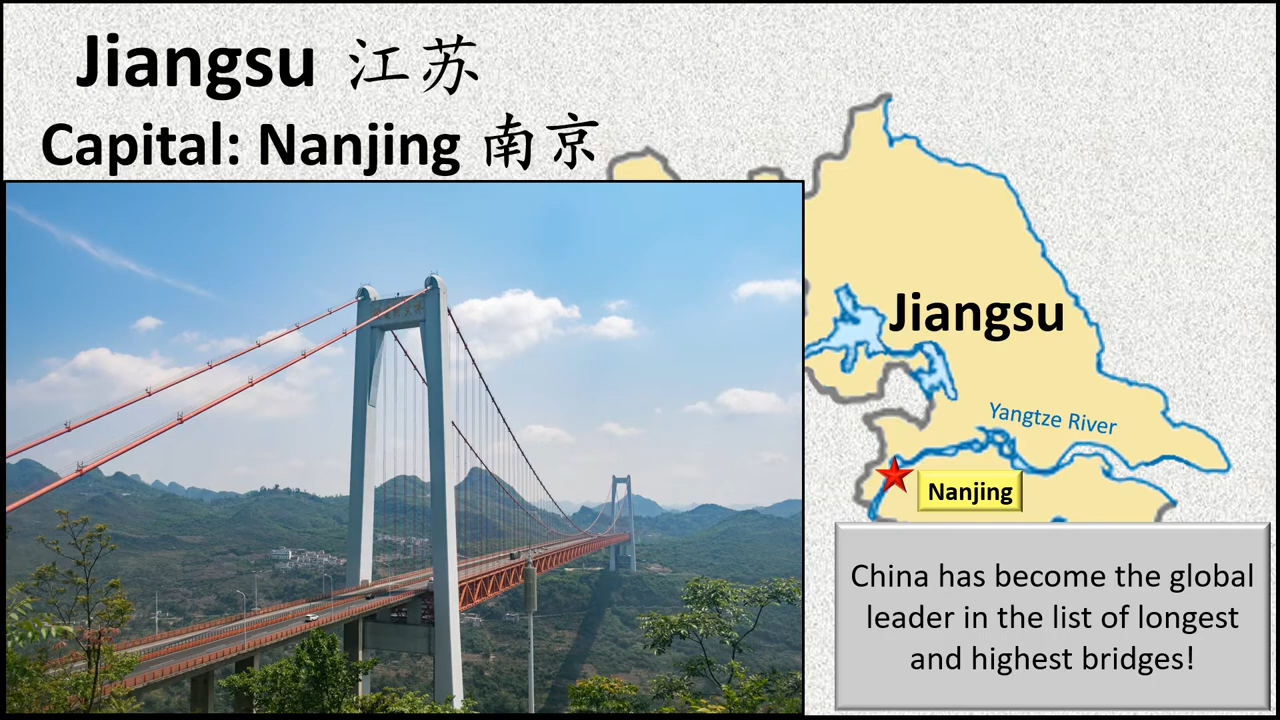 Jiangsu 江苏
Capital: Nanjing 南京
Jiangsu
Yangtze River
Nanjing
China has become the global
leader in the list of longest
and highest bridges!